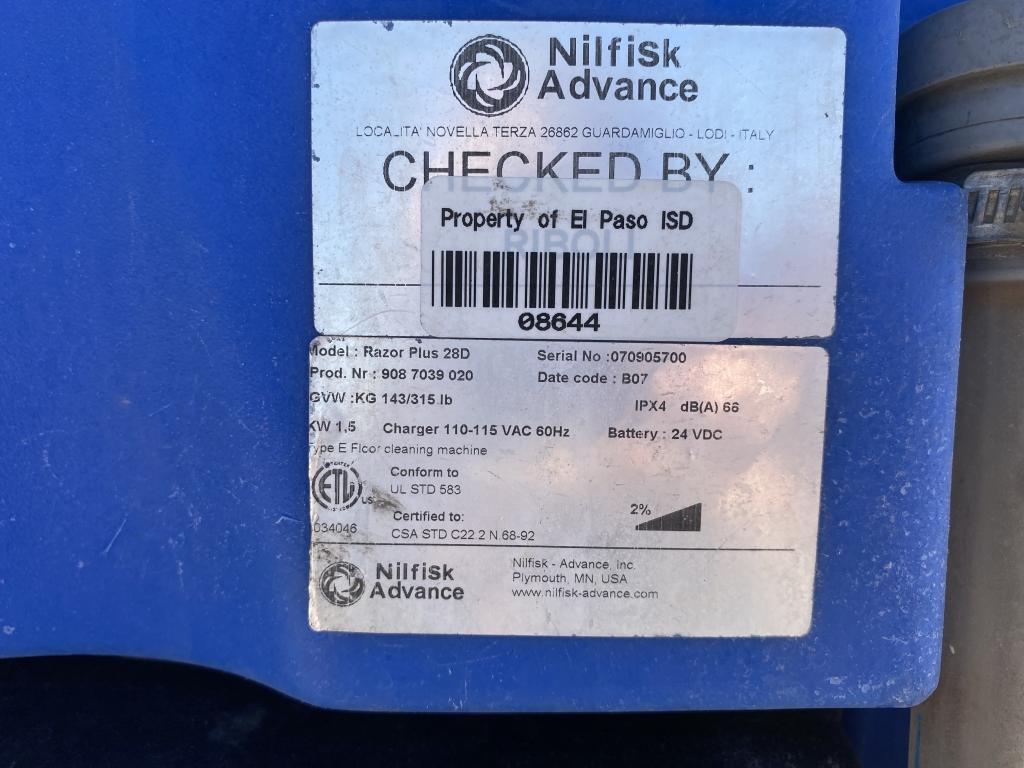 Nilfisk
Advance
LOCALITA' NOVELLA TERZA 26862 GUARDAMIGLIO - LODI - ITALY
CHECKED BY :
Property of El Paso ISD
RIBOLI
08644
Model : Razor Plus 28D
Serial No :070905700
Prod. Nr : 908 7039 020
Date code : B07
GVW :KG 143/315 lb
IPX4 dB(A) 66
KW 1,5 Charger 110-115 VAC 60Hz
Battery : 24 VDC
Type E Floor cleaning machine
ETL
US
Conform to
UL STD 583
Certified to:
2%
3034046
CSA STD C22.2 N.68-92
Nilfisk
Advance
Nilfisk - Advance, Inc.
Plymouth, MN, USA
www.nilfisk-advance.com